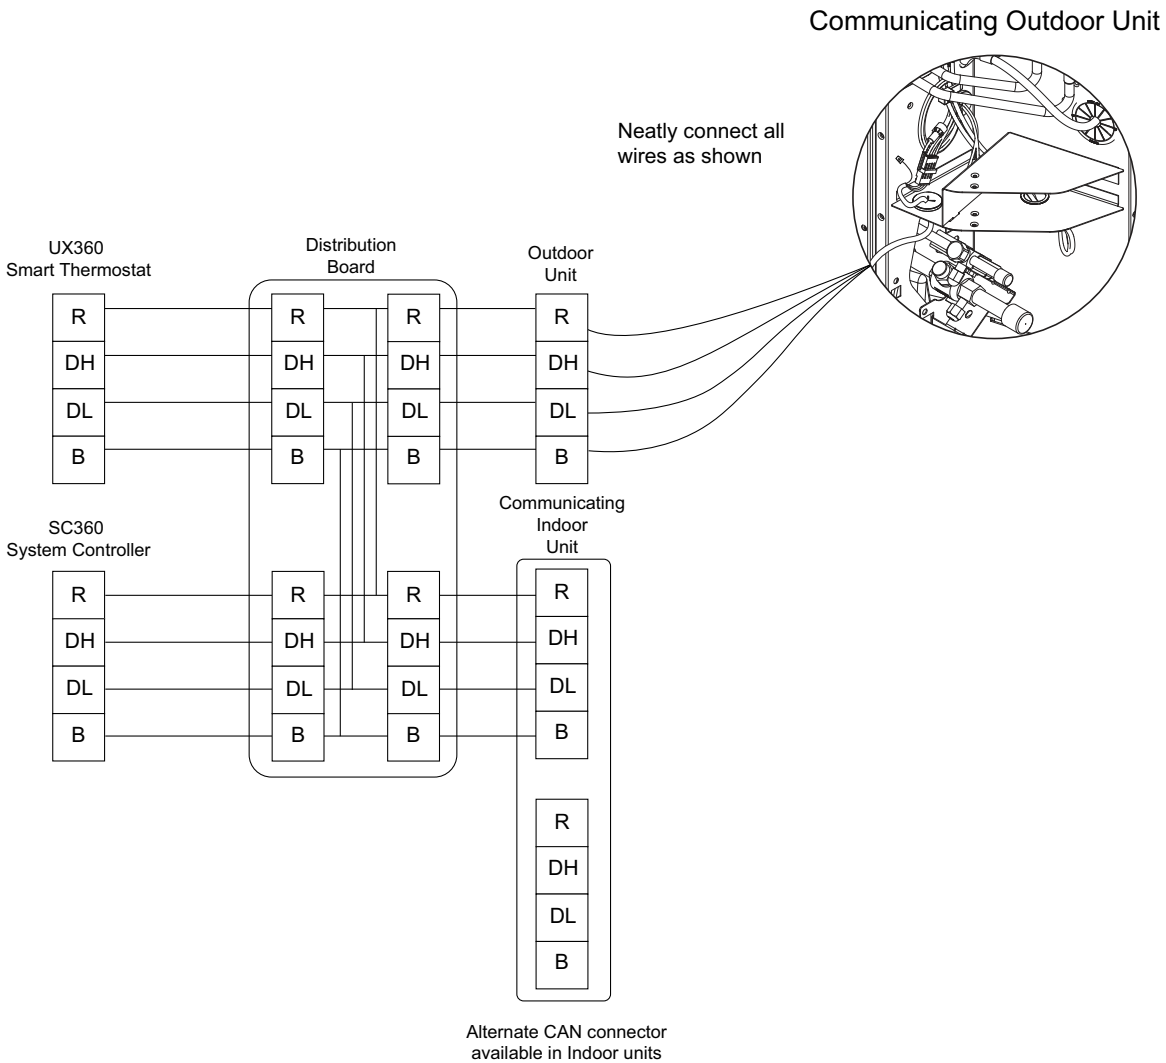 Communicating Outdoor Unit
Neatly connect all
wires as shown
UX360
Smart Thermostat
Distribution
Board
Outdoor
Unit
R R R R
DH DH DH DH
DL DL DL DL
B B B B
SC360
System Controller
Communicating
Indoor
Unit
R R R R
DH DH DH DH
DL DL DL DL
B B B B
R
DH
DL
B
Alternate CAN connector
available in Indoor units